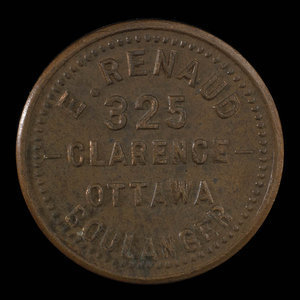 E. RENAUD
325
-CLARENCE-
OTTAWA
BOULANGER